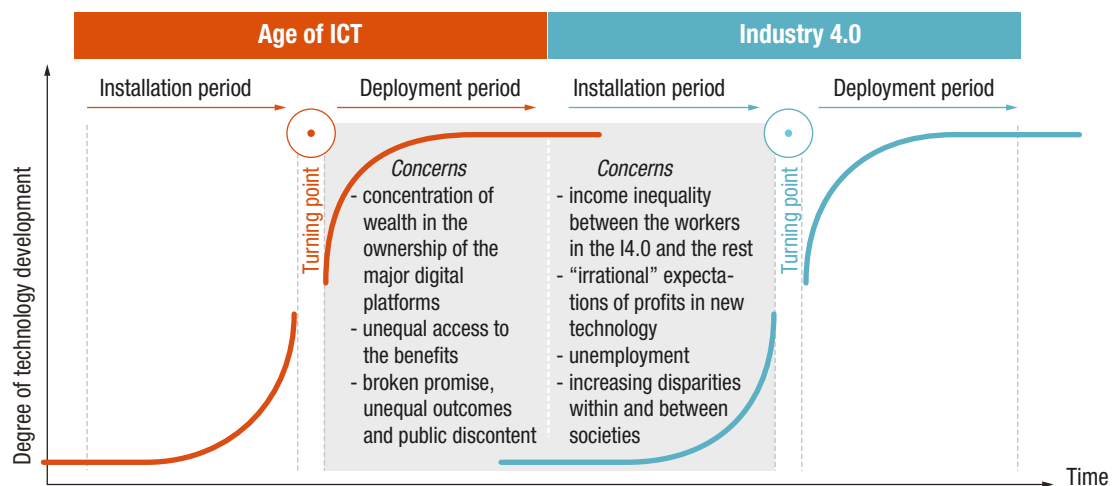 Age of ICT
Industry 4.0
Installation period
Deployment period
Installation period
Deployment period
Degree of technology development
Turning point
Concerns
- concentration of
wealth in the
ownership of the
major digital
platforms
- unequal access to
the benefits
- broken promise,
unequal outcomes
and public discontent
Concerns
- income inequality
between the workers
in the I4.0 and the rest
- “irrational” expecta-
tions of profits in new
technology
- unemployment
- increasing disparities
within and between
societies
Turning point
Time